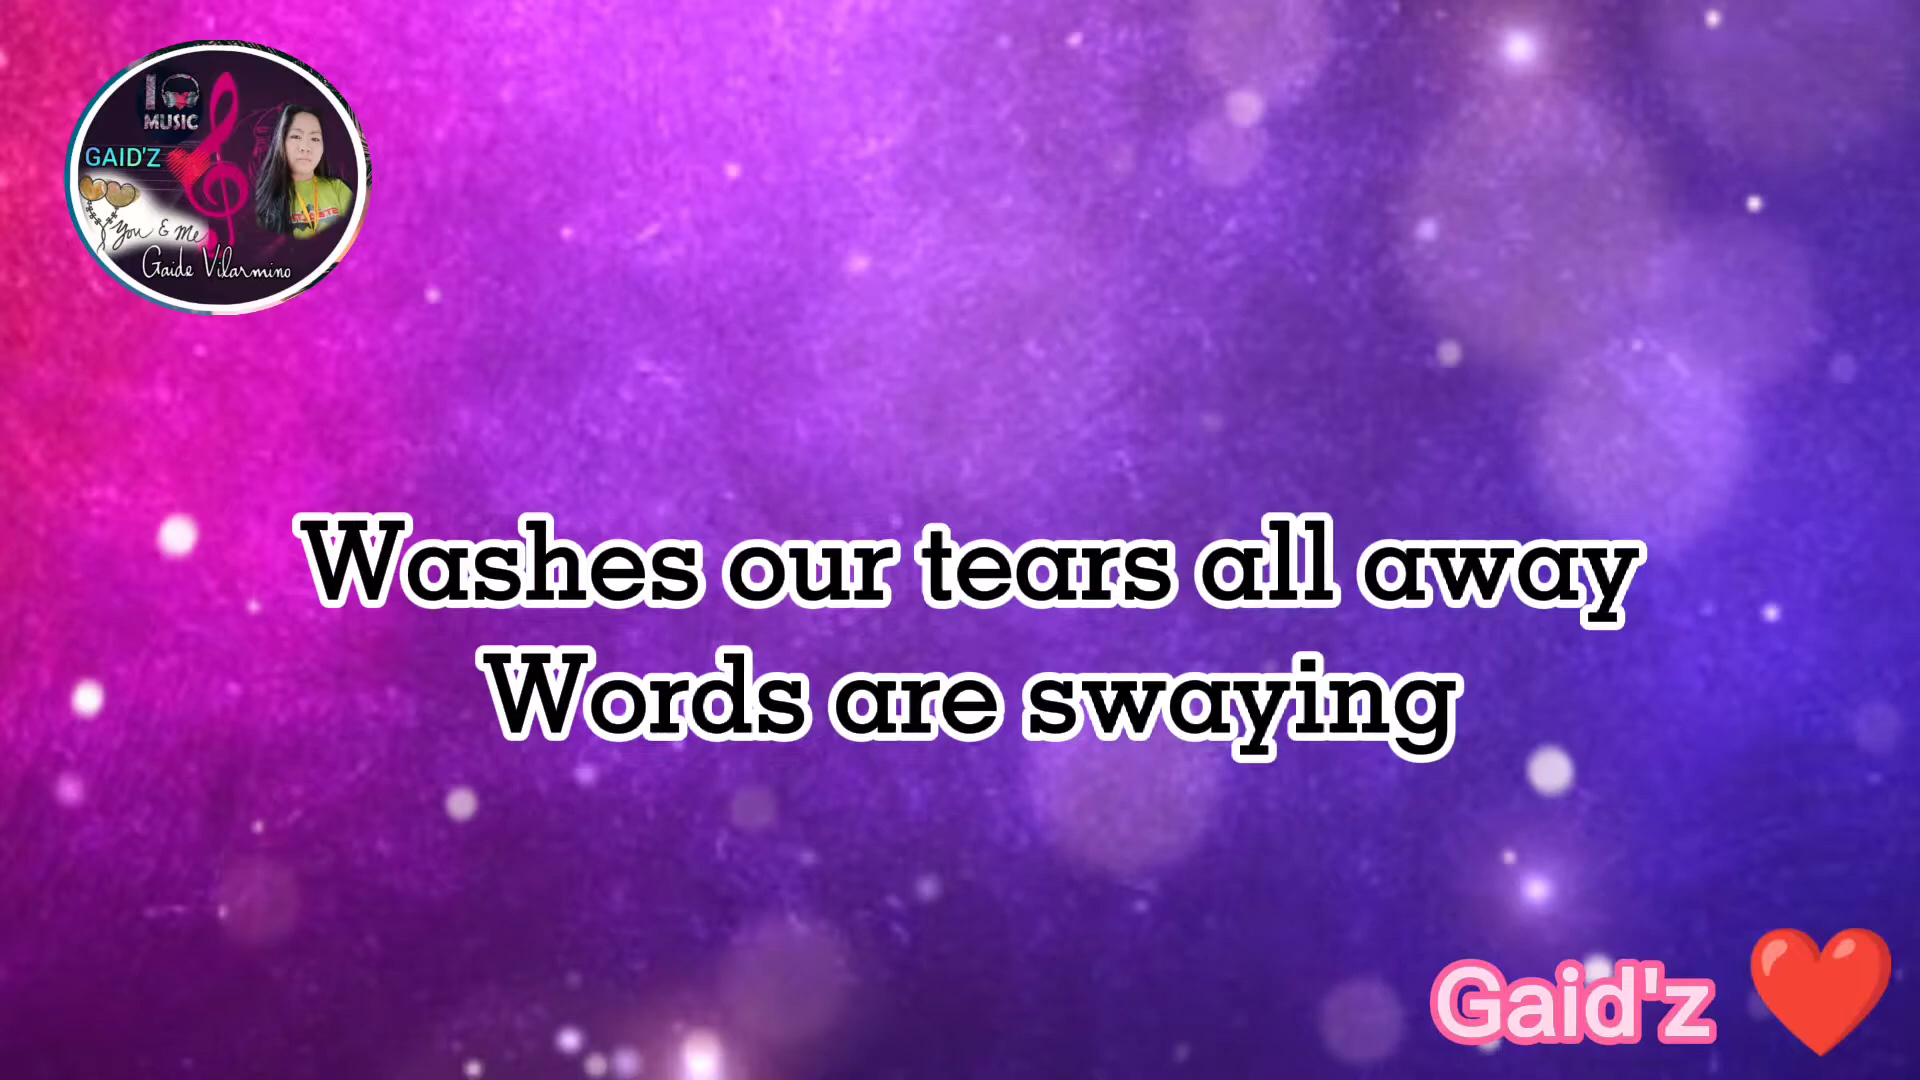 I
MUSIC
GAID'Z
You & Me
Gaide Vilarmino
Washes our tears all away
Words are swaying
Gaid'z